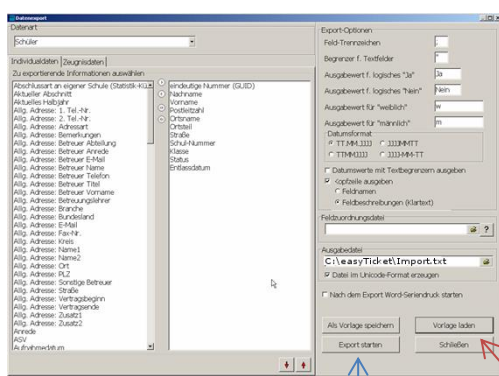 Datenexport
Datenart
Schüler
Individualdaten
Zeugnisdaten
Zu exportierende Informationen auswählen
Abschlussart an eigener Schule (Statistik-Kü
Aktueller Abschnitt
Aktuelles Halbjahr
Allg. Adresse: 1. Tel.-Nr.
Allg. Adresse: 2. Tel.-Nr.
Allg. Adresse: Adressart
Allg. Adresse: Bemerkungen
Allg. Adresse: Betreuer Abteilung
Allg. Adresse: Betreuer Anrede
Allg. Adresse: Betreuer E-Mail
Allg. Adresse: Betreuer Name
Allg. Adresse: Betreuer Telefon
Allg. Adresse: Betreuer Titel
Allg. Adresse: Betreuer Vorname
Allg. Adresse: Betreuungslehrer
Allg. Adresse: Branche
Allg. Adresse: Bundesland
Allg. Adresse: E-Mail
Allg. Adresse: Fax-Nr.
Allg. Adresse: Kreis
Allg. Adresse: Name1
Allg. Adresse: Name2
Allg. Adresse: Ort
Allg. Adresse: PLZ
Allg. Adresse: Sonstige Betreuer
Allg. Adresse: Straße
Allg. Adresse: Vertragsbeginn
Allg. Adresse: Vertragsende
Allg. Adresse: Zusatz1
Allg. Adresse: Zusatz2
Anrede
ASV
Aufnahmedatum
eindeutige Nummer (GUID)
Nachname
Vorname
Postleitzahl
Ortsname
Ortsteil
Straße
Schul-Nummer
Klasse
Status
Entlassdatum
Export-Optionen
Feld-Trennzeichen ;
Begrenzer f. Textfelder "
Ausgabewert f. logisches "Ja" Ja
Ausgabewert f. logisches "Nein" Nein
Ausgabewert für "weiblich" w
Ausgabewert für "männlich" m
Datumsformat
TT.MM.JJJJ JJJJMMTT
TTMMJJJJ JJJJ-MM-TT
Datumswerte mit Textbegrenzern ausgeben
Kopfzeile ausgeben
Feldnamen
Feldbeschreibungen (Klartext)
Feldzuordnungsdatei
?
Ausgabedatei
C:\easyTicket\Import.txt
Datei im Unicode-Format erzeugen
Nach dem Export Word-Seriendruck starten
Als Vorlage speichern
Vorlage laden
Export starten
Schließen